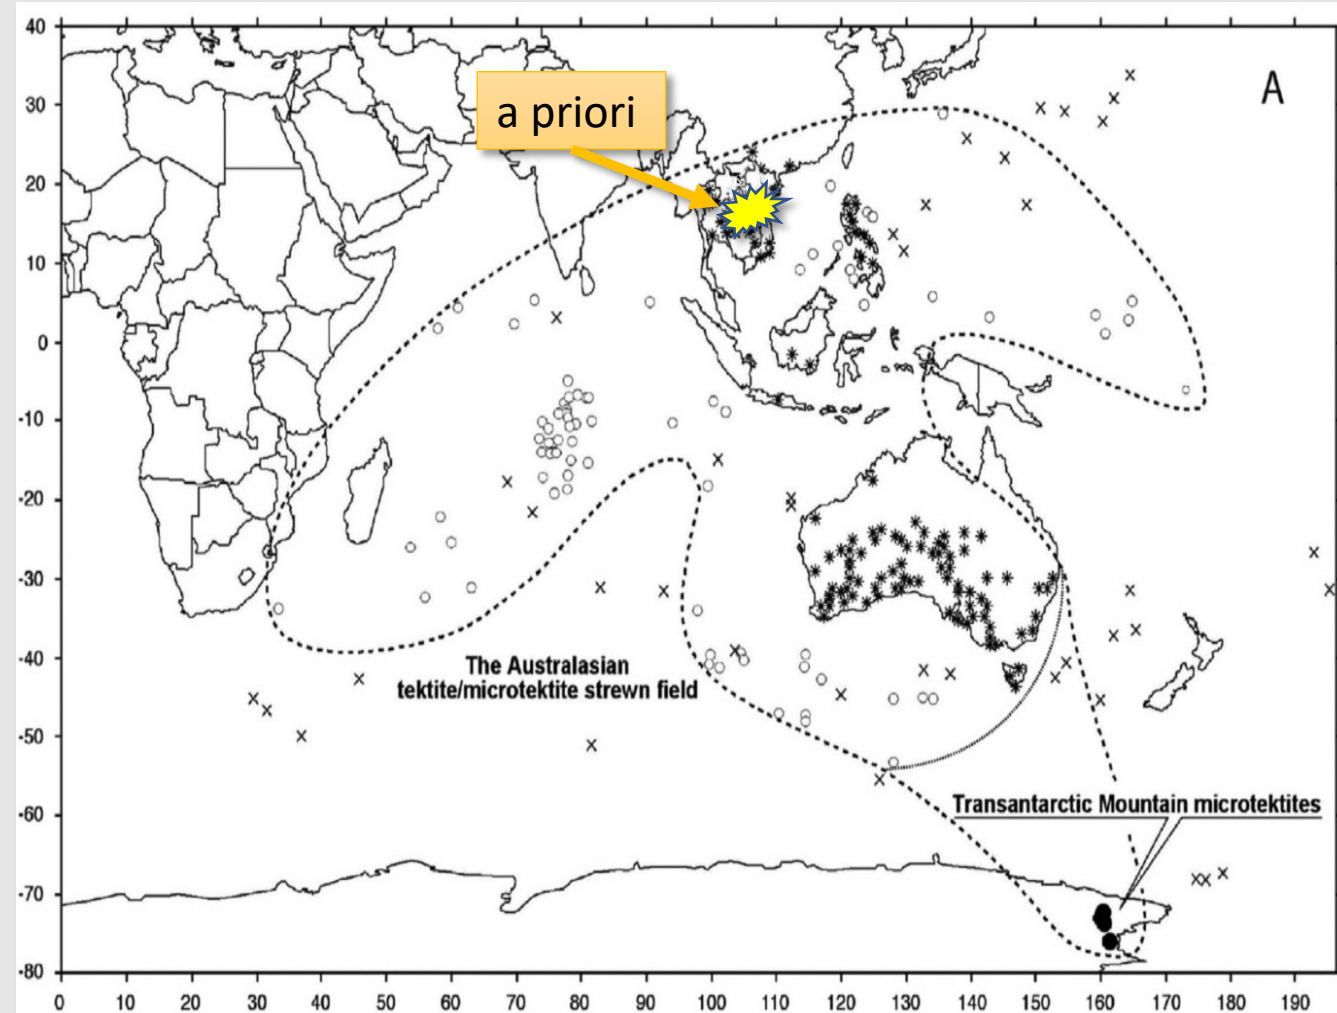 40
A
30
a priori
20
10
0
-10
-20
-30
-40
The Australasian
tektite/microtektite strewn field
-50
-60
Transantarctic Mountain microtektites
-70
-80
0 10 20 30 40 50 60 70 80 90 100 110 120 130 140 150 160 170 180 190